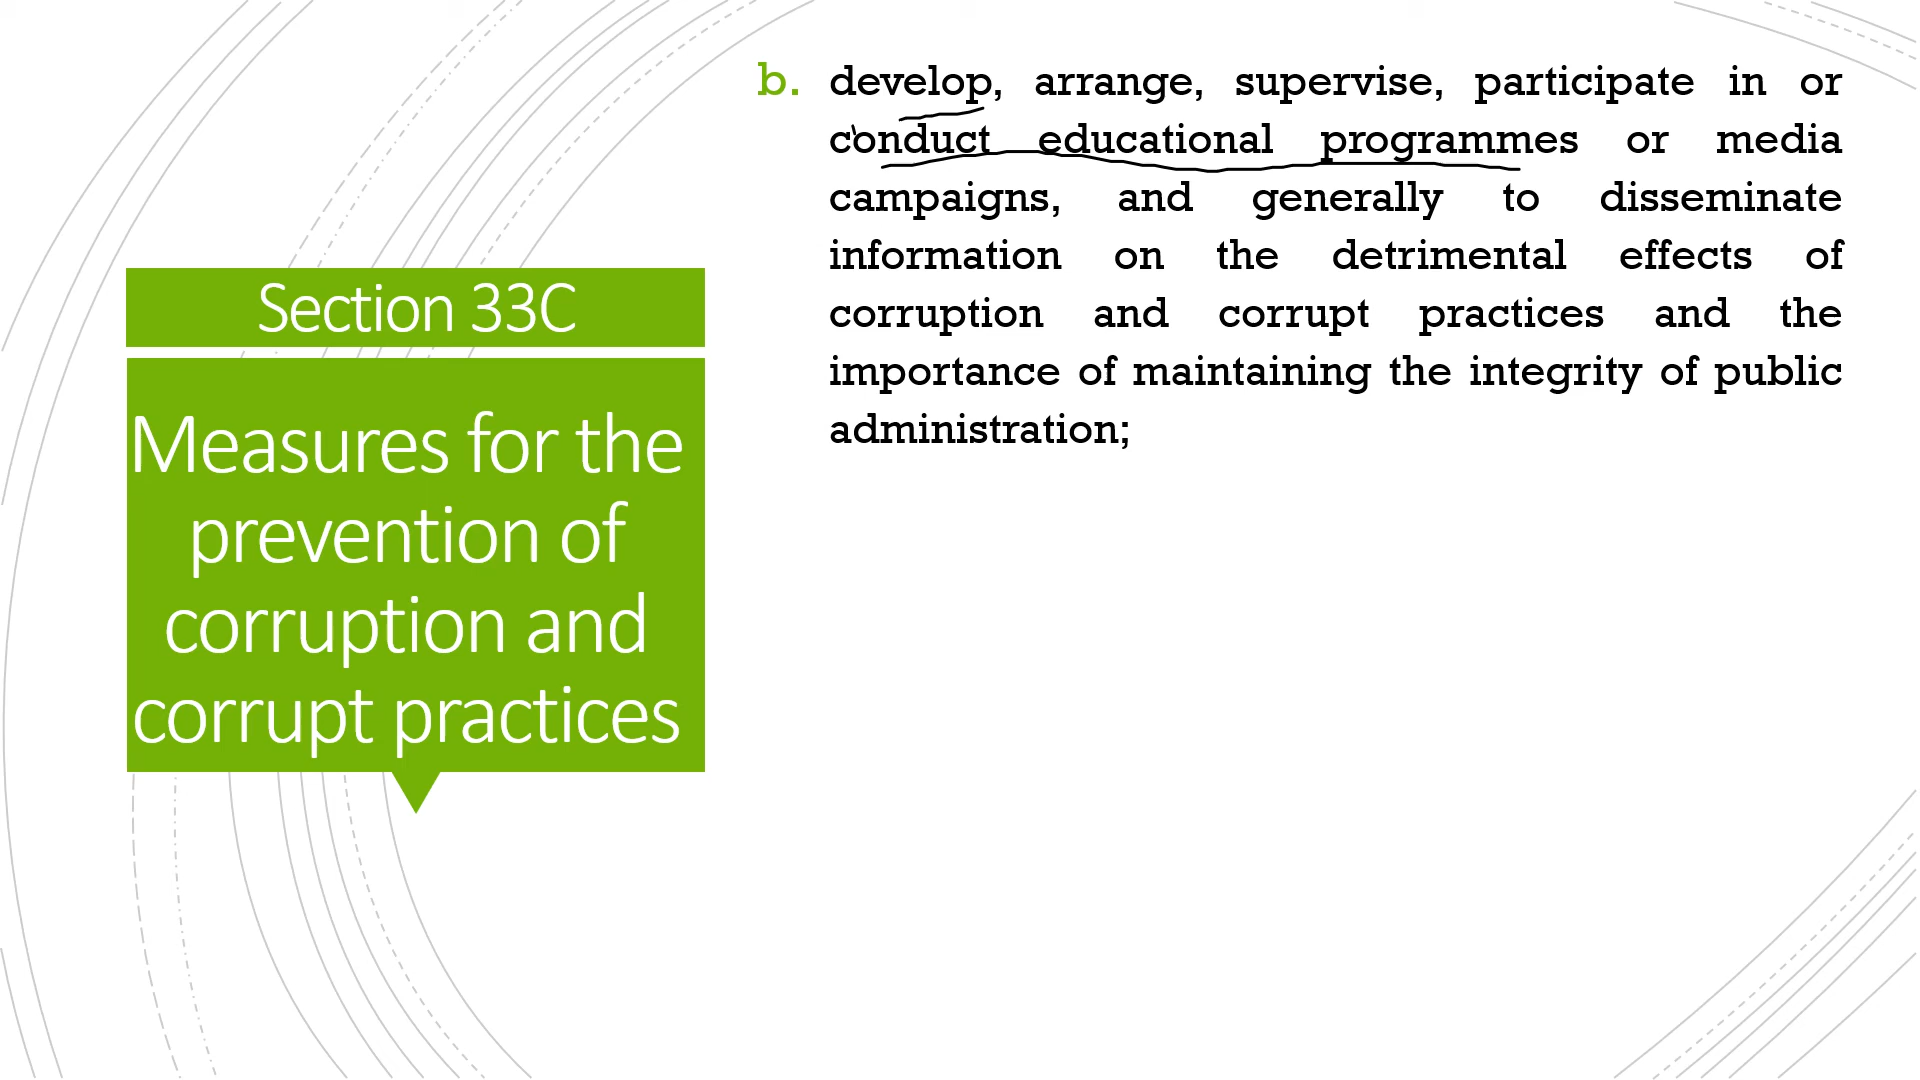 Section 33C
Measures for the
prevention of
corruption and
corrupt practices
b. develop, arrange, supervise, participate in or
conduct educational programmes or media
campaigns, and generally to disseminate
information on the detrimental effects of
corruption and corrupt practices and the
importance of maintaining the integrity of public
administration;